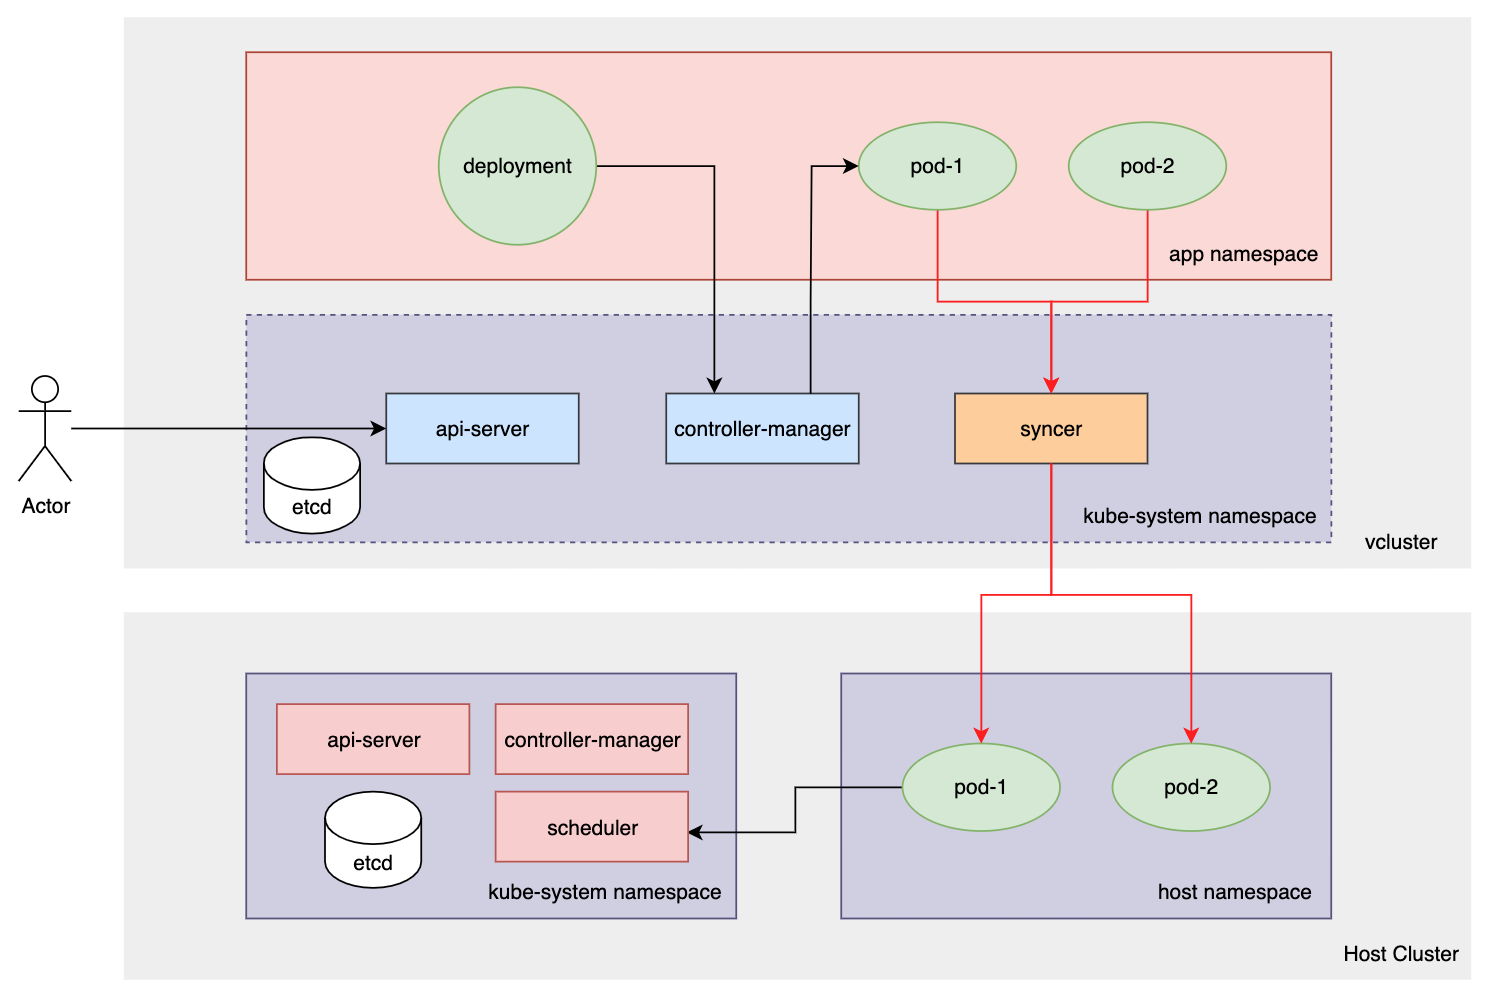 deployment
pod-1
pod-2
app namespace
api-server
controller-manager
syncer
etcd
Actor
kube-system namespace
vcluster
api-server
controller-manager
pod-1
pod-2
scheduler
etcd
kube-system namespace
host namespace
Host Cluster